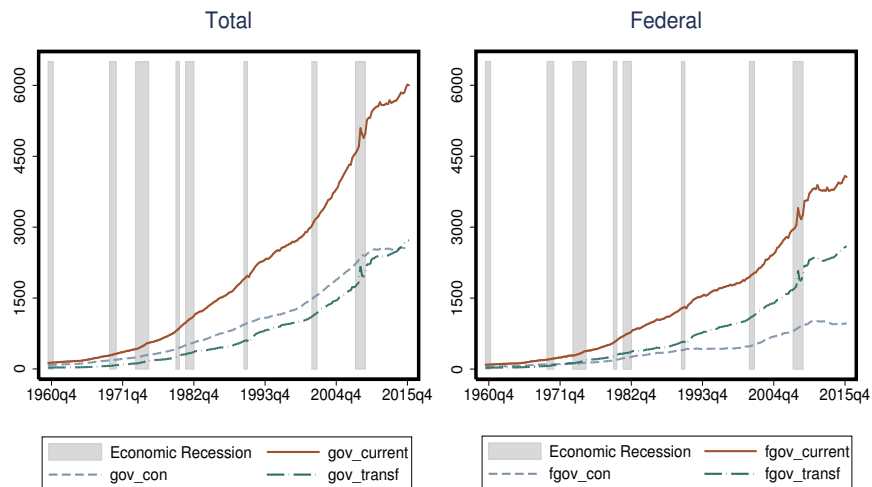 Total
6000
4500
3000
1500
0
1960q4 1971q4 1982q4 1993q4 2004q4 2015q4
Economic Recession gov_current
gov_con gov_transf
Federal
6000
4500
3000
1500
0
1960q4 1971q4 1982q4 1993q4 2004q4 2015q4
Economic Recession fgov_current
fgov_con fgov_transf